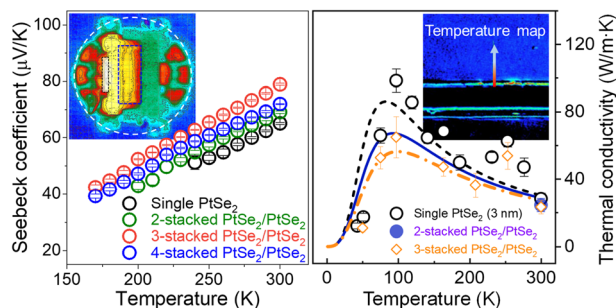 Seebeck coefficient (μV/K)
100
80
60
40
20
Single PtSe₂
2-stacked PtSe₂/PtSe₂
3-stacked PtSe₂/PtSe₂
4-stacked PtSe₂/PtSe₂
150
200
250
300
Temperature (K)
Temperature map
Single PtSe₂ (3 nm)
2-stacked PtSe₂/PtSe₂
3-stacked PtSe₂/PtSe₂
0
100
200
300
Temperature (K)
120
80
40
0
Thermal conductivity (W/m·K)